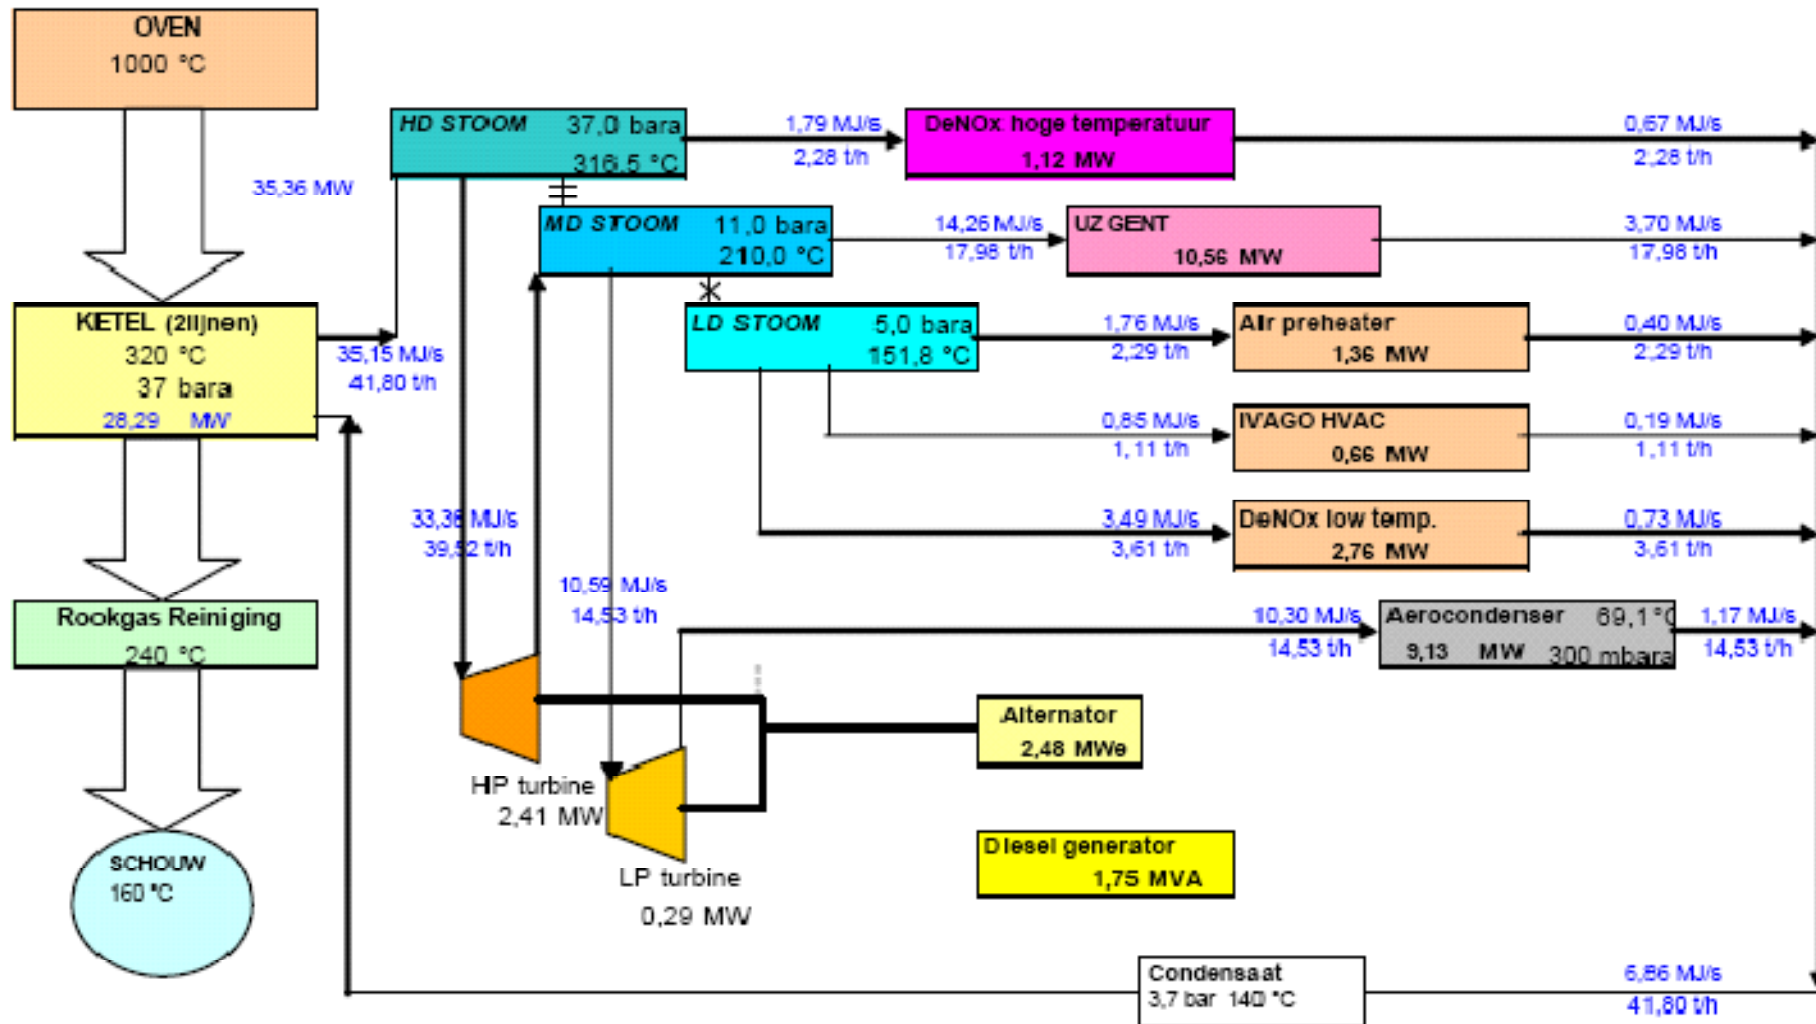 OVEN
1000 °C
35,36 MW
KETEL (2lijnen)
320 °C
37 bara
28,29 MW
35,15 MJ/s
41,80 t/h
Rookgas Reiniging
240 °C
SCHOUW
160 °C
HD STOOM 37,0 bara
316,5 °C
1,79 MJ/s
2,28 t/h
DeNOx hoge temperatuur
1,12 MW
0,67 MJ/s
2,28 t/h
MD STOOM 11,0 bara
210,0 °C
14,26 MJ/s
17,98 t/h
UZ GENT
10,56 MW
3,70 MJ/s
17,98 t/h
LD STOOM 5,0 bara
151,8 °C
1,76 MJ/s
2,29 t/h
Air preheater
1,36 MW
0,40 MJ/s
2,29 t/h
0,85 MJ/s
1,11 t/h
IVAGO HVAC
0,66 MW
0,19 MJ/s
1,11 t/h
33,36 MJ/s
39,52 t/h
3,49 MJ/s
3,61 t/h
DeNOx low temp.
2,76 MW
0,73 MJ/s
3,61 t/h
10,59 MJ/s
14,53 t/h
10,30 MJ/s
14,53 t/h
Aerocondenser 69,1°C
9,13 MW 300 mbara
1,17 MJ/s
14,53 t/h
HP turbine
2,41 MW
LP turbine
0,29 MW
Alternator
2,48 MWe
Diesel generator
1,75 MVA
Condensaat
3,7 bar 140 °C
6,86 MJ/s
41,80 t/h